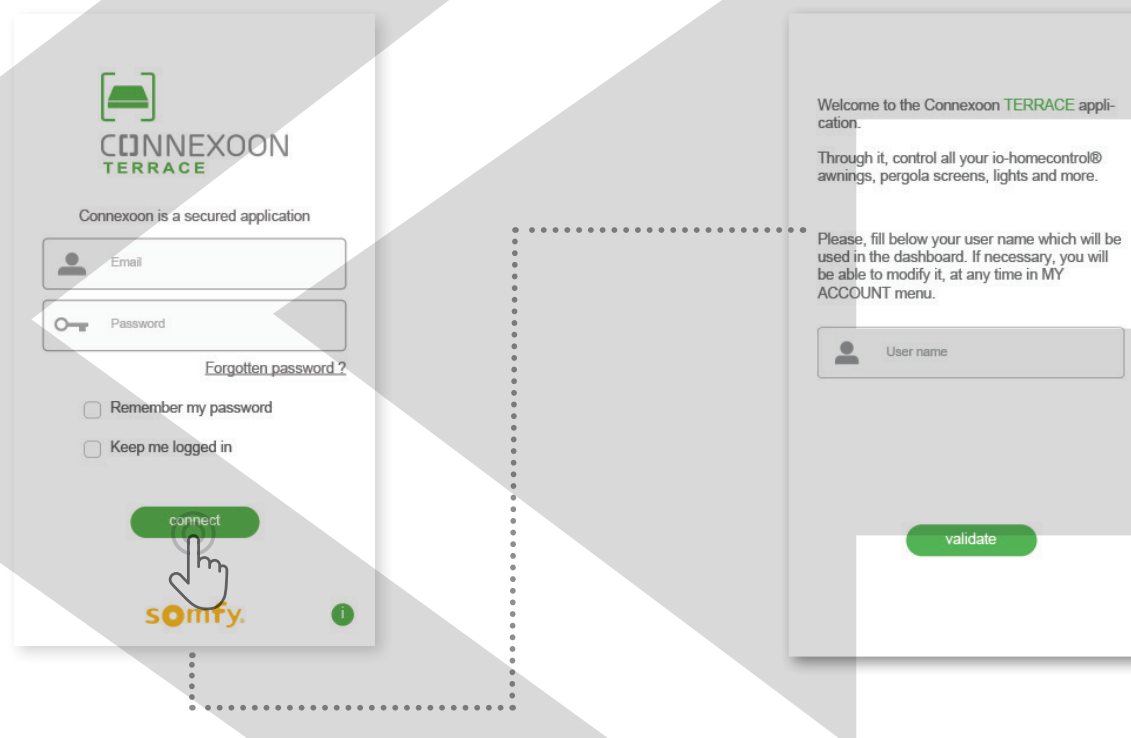 CONNEXOON
TERRACE
Connexoon is a secured application
Email
Password
Forgotten password ?
Remember my password
Keep me logged in
connect
somfy.
i
Welcome to the Connexoon TERRACE appli-
cation.
Through it, control all your io-homecontrol®
awnings, pergola screens, lights and more.
Please, fill below your user name which will be
used in the dashboard. If necessary, you will
be able to modify it, at any time in MY
ACCOUNT menu.
User name
validate